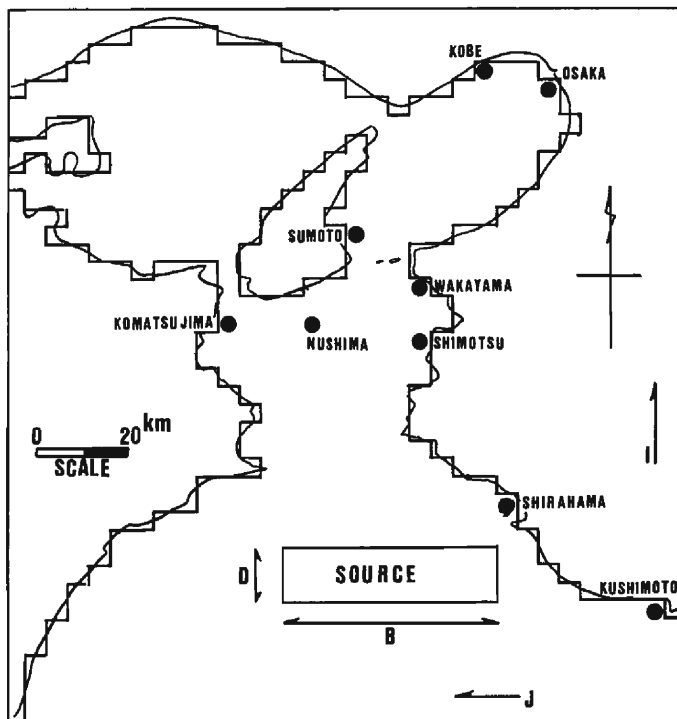 KOBE
OSAKA
SUMOTO
WAKAYAMA
KOMATSUJIMA
NUSHIMA
SHIMOTSU
0 20 km
SCALE
I
SHIRAHAMA
D SOURCE
KUSHIMOTO
B
J